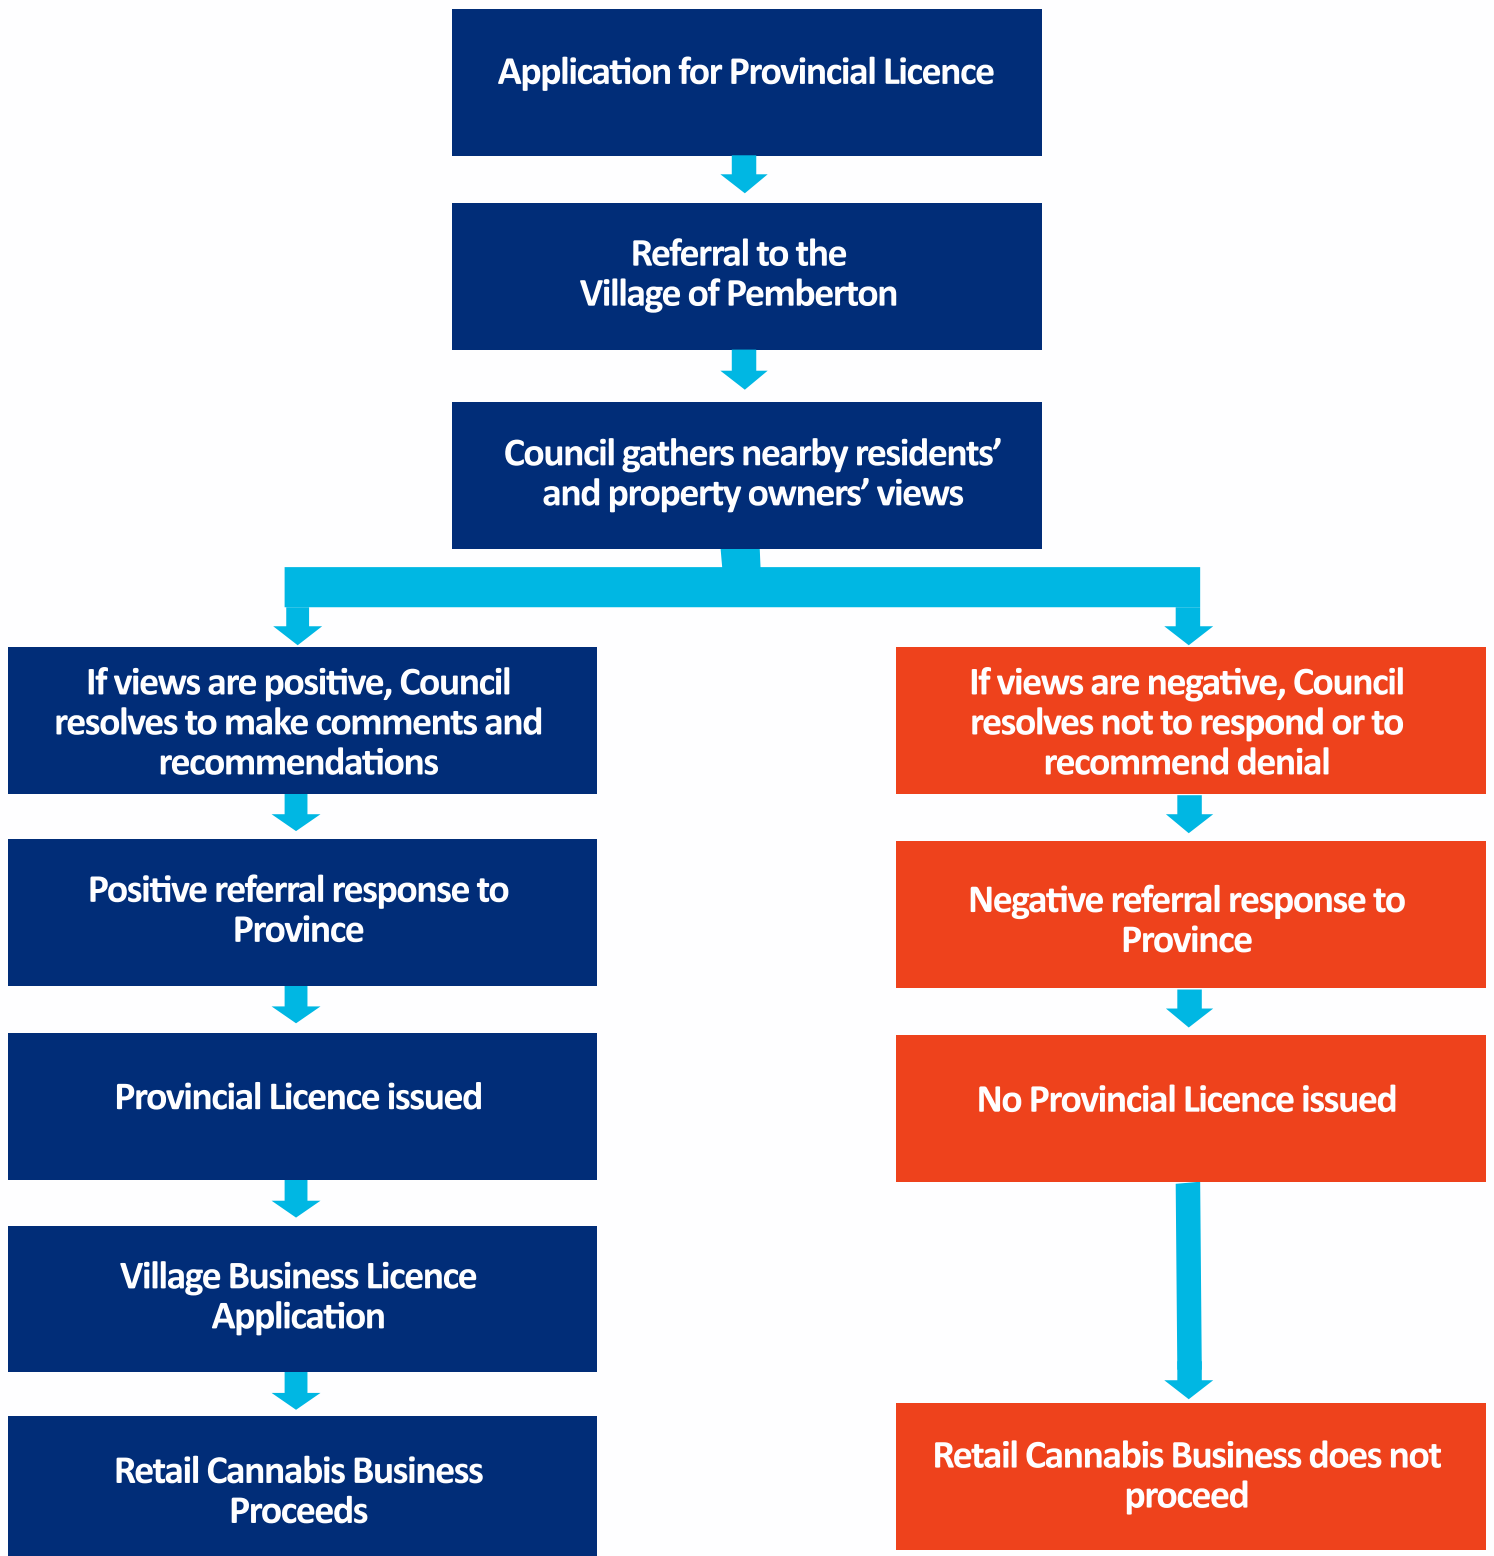 Application for Provincial Licence
Referral to the
Village of Pemberton
Council gathers nearby residents’
and property owners’ views
If views are positive, Council
resolves to make comments and
recommendations
Positive referral response to
Province
Provincial Licence issued
Village Business Licence
Application
Retail Cannabis Business
Proceeds
If views are negative, Council
resolves not to respond or to
recommend denial
Negative referral response to
Province
No Provincial Licence issued
Retail Cannabis Business does not
proceed